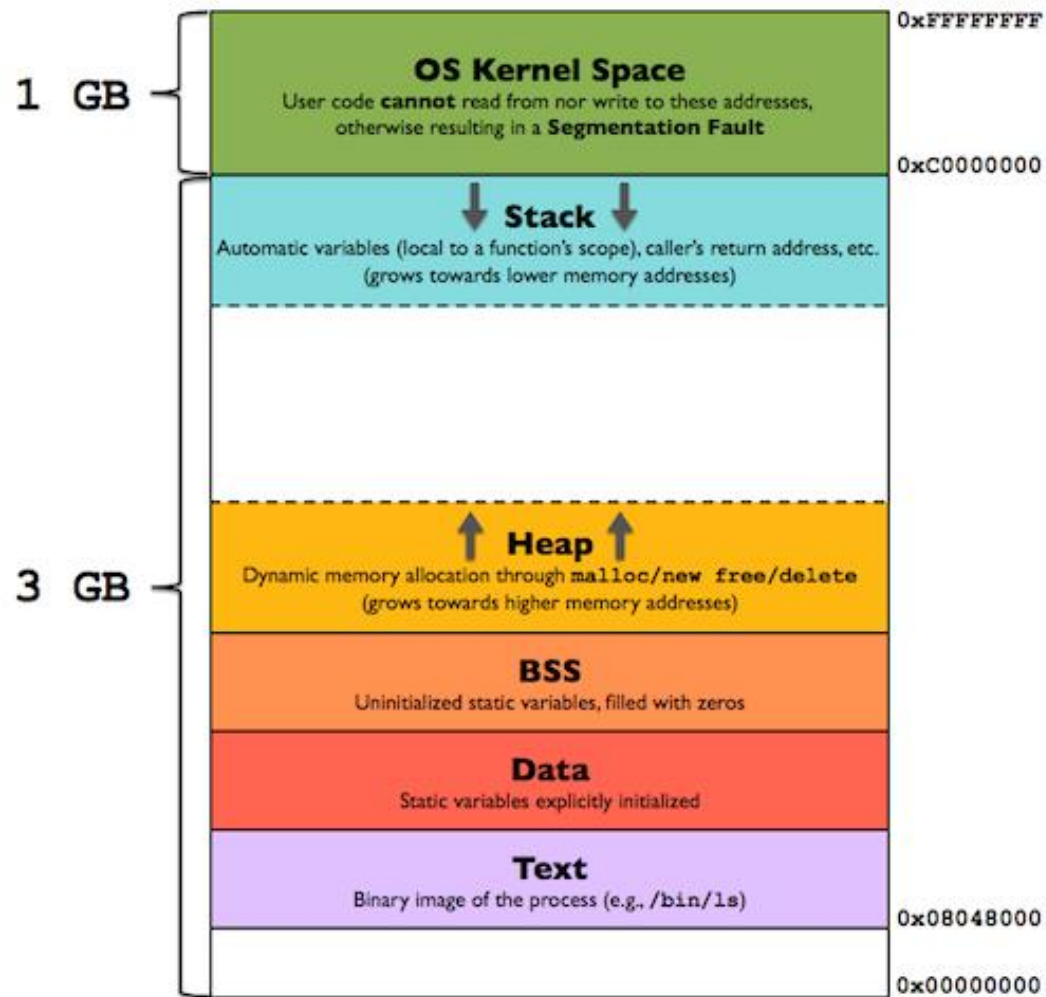 0xFFFFFFFF
OS Kernel Space
1 GB
User code cannot read from nor write to these addresses,
otherwise resulting in a Segmentation Fault
0xC0000000
Stack
Automatic variables (local to a function's scope), caller's return address, etc.
(grows towards lower memory addresses)
Heap
3 GB
Dynamic memory allocation through malloc/new free/delete
(grows towards higher memory addresses)
BSS
Uninitialized static variables, filled with zeros
Data
Static variables explicitly initialized
Text
Binary image of the process (e.g., /bin/ls)
0x08048000
0x00000000